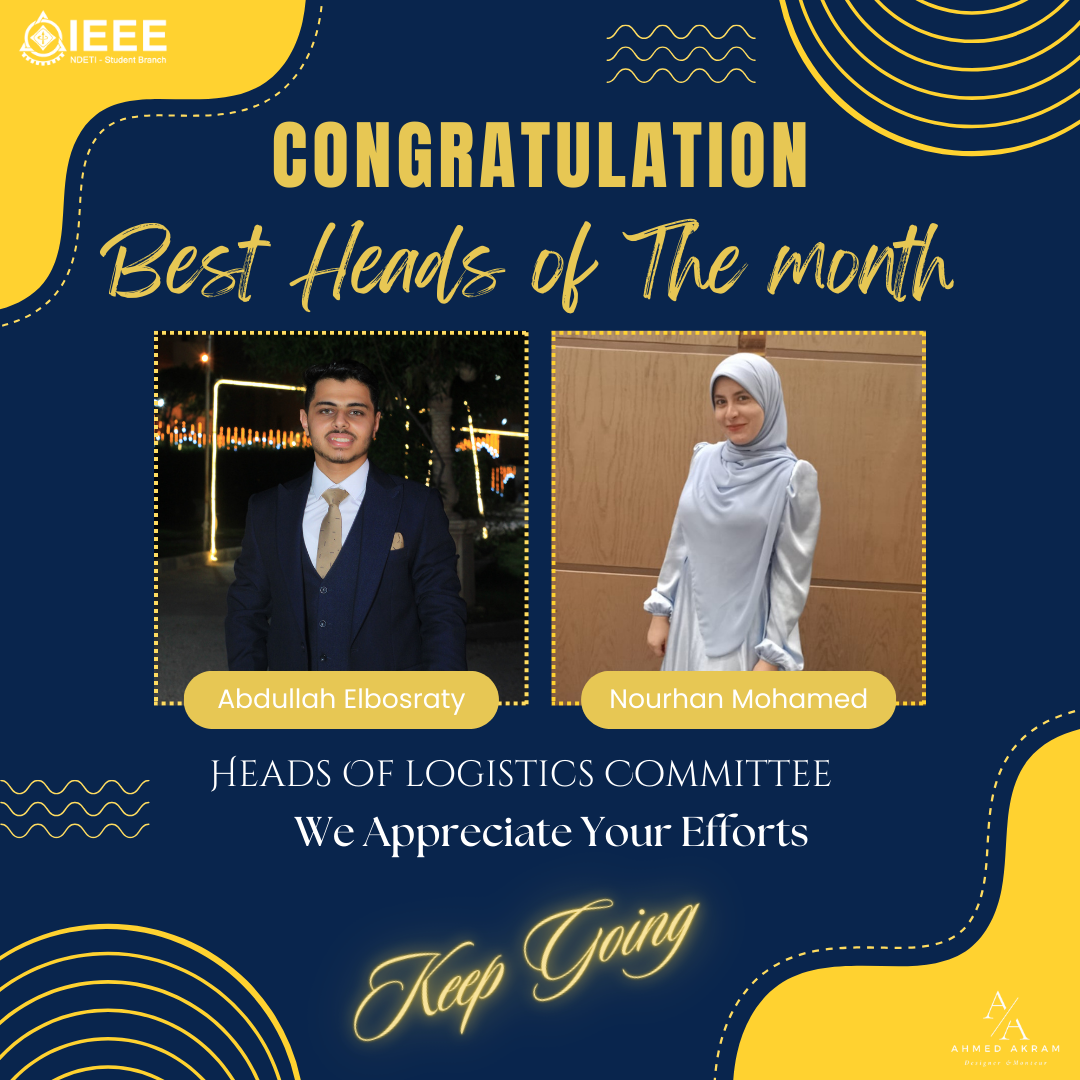 IEEE
NDETI - Student Branch
CONGRATULATION
Best Heads of The month
Abdullah Elbosraty
Nourhan Mohamed
Heads Of logistics Committee
We Appreciate Your Efforts
Keep Going
A/A
AHMED AKRAM